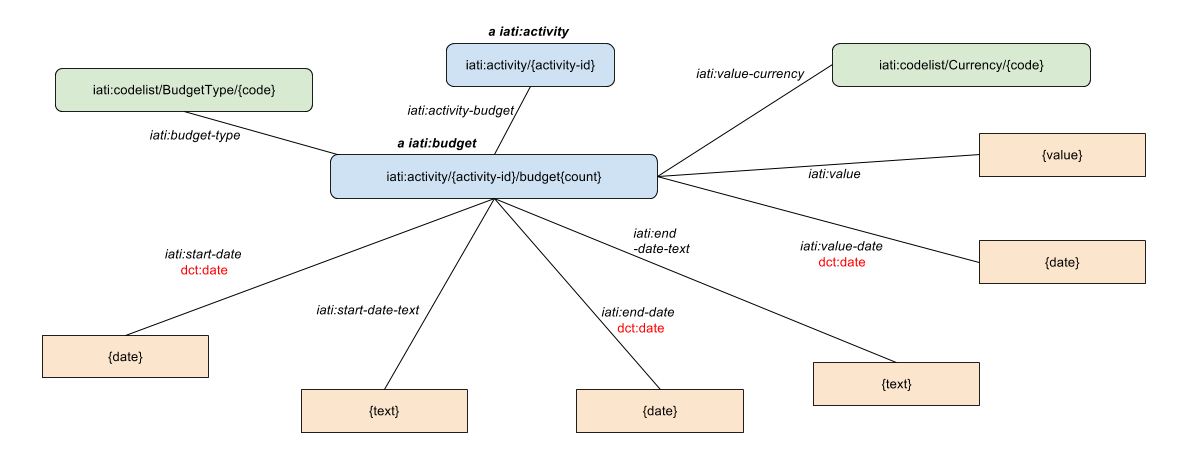 a iati:activity
iati:activity/{activity-id}
iati:codelist/Currency/{code}
iati:value-currency
iati:codelist/BudgetType/{code}
iati:activity-budget
iati:budget-type
a iati:budget
{value}
iati:activity/{activity-id}/budget{count}
iati:value
iati:end
-date-text
iati:value-date
dct:date
iati:start-date
dct:date
{date}
iati:start-date-text
iati:end-date
dct:date
{date}
{text}
{text}
{date}